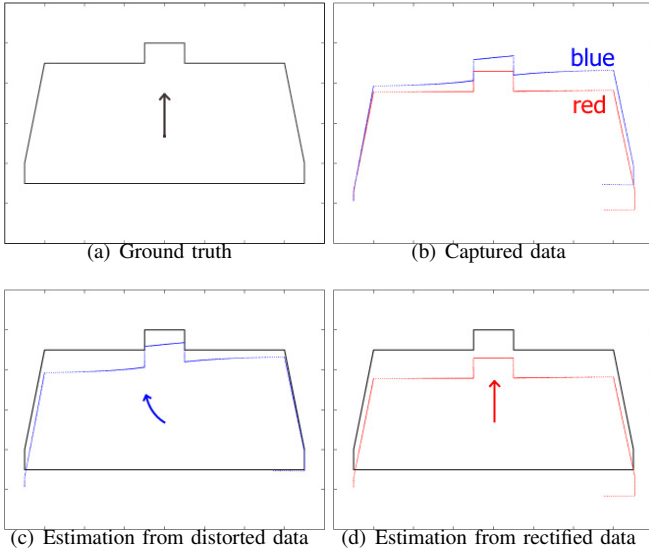 blue
red
(a) Ground truth
(b) Captured data
(c) Estimation from distorted data
(d) Estimation from rectified data